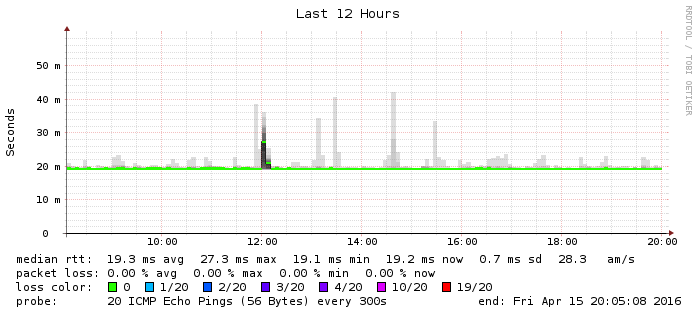 Last 12 Hours
RRDTOOL / TOBI OETIKER
Seconds
50 m
40 m
30 m
20 m
10 m
0
10:00 12:00 14:00 16:00 18:00 20:00
median rtt: 19.3 ms avg 27.3 ms max 19.1 ms min 19.2 ms now 0.7 ms sd 28.3 am/s
packet loss: 0.00 % avg 0.00 % max 0.00 % min 0.00 % now
loss color: 0 1/20 2/20 3/20 4/20 10/20 19/20
probe: 20 ICMP Echo Pings (56 Bytes) every 300s end: Fri Apr 15 20:05:08 2016